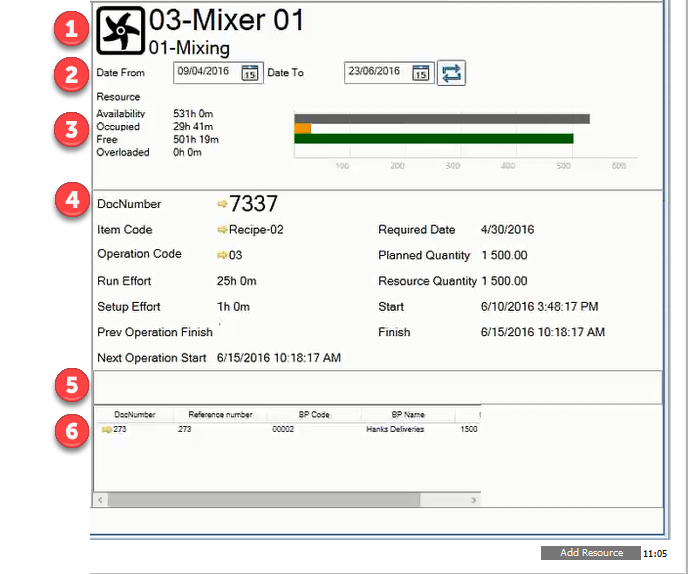 1
03-Mixer 01
01-Mixing
2
Date From 09/04/2016 15 Date To 23/06/2016 15
Resource
Availability 531h 0m
Occupied 29h 41m
3
Free 501h 19m
Overloaded 0h 0m
100 200 300 400 500 600
4
DocNumber 7337
Item Code Recipe-02 Required Date 4/30/2016
Operation Code 03 Planned Quantity 1 500.00
Run Effort 25h 0m Resource Quantity 1 500.00
Setup Effort 1h 0m Start 6/10/2016 3:48:17 PM
Prev Operation Finish Finish 6/15/2016 10:18:17 AM
Next Operation Start 6/15/2016 10:18:17 AM
5
DocNumber Reference number BP Code BP Name
6
273 273 00002 Hanks Deliveries 1500
Add Resource 11:05